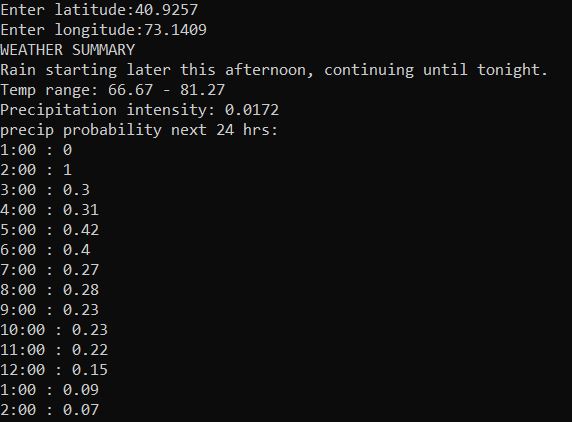 Enter latitude:40.9257
Enter longitude:73.1409
WEATHER SUMMARY
Rain starting later this afternoon, continuing until tonight.
Temp range: 66.67 - 81.27
Precipitation intensity: 0.0172
precip probability next 24 hrs:
1:00 : 0
2:00 : 1
3:00 : 0.3
4:00 : 0.31
5:00 : 0.42
6:00 : 0.4
7:00 : 0.27
8:00 : 0.28
9:00 : 0.23
10:00 : 0.23
11:00 : 0.22
12:00 : 0.15
1:00 : 0.09
2:00 : 0.07